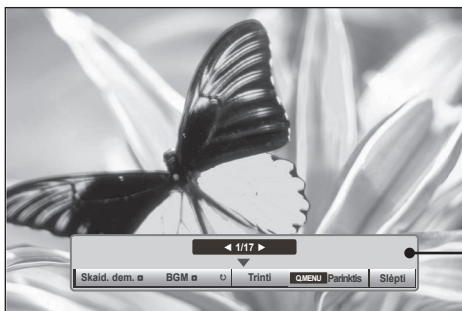 ◀ 1/17 ▶
Skaid. dem. BGM Trinti Q.MENU Parinktis Slėpti